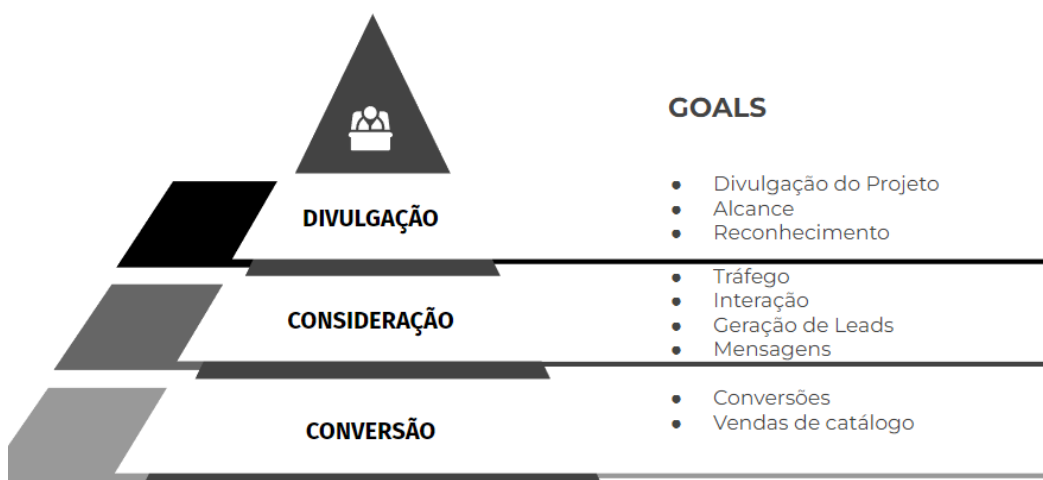 GOALS
DIVULGAÇÃO
● Divulgação do Projeto
● Alcance
● Reconhecimento
CONSIDERAÇÃO
● Tráfego
● Interação
● Geração de Leads
● Mensagens
CONVERSÃO
● Conversões
● Vendas de catálogo